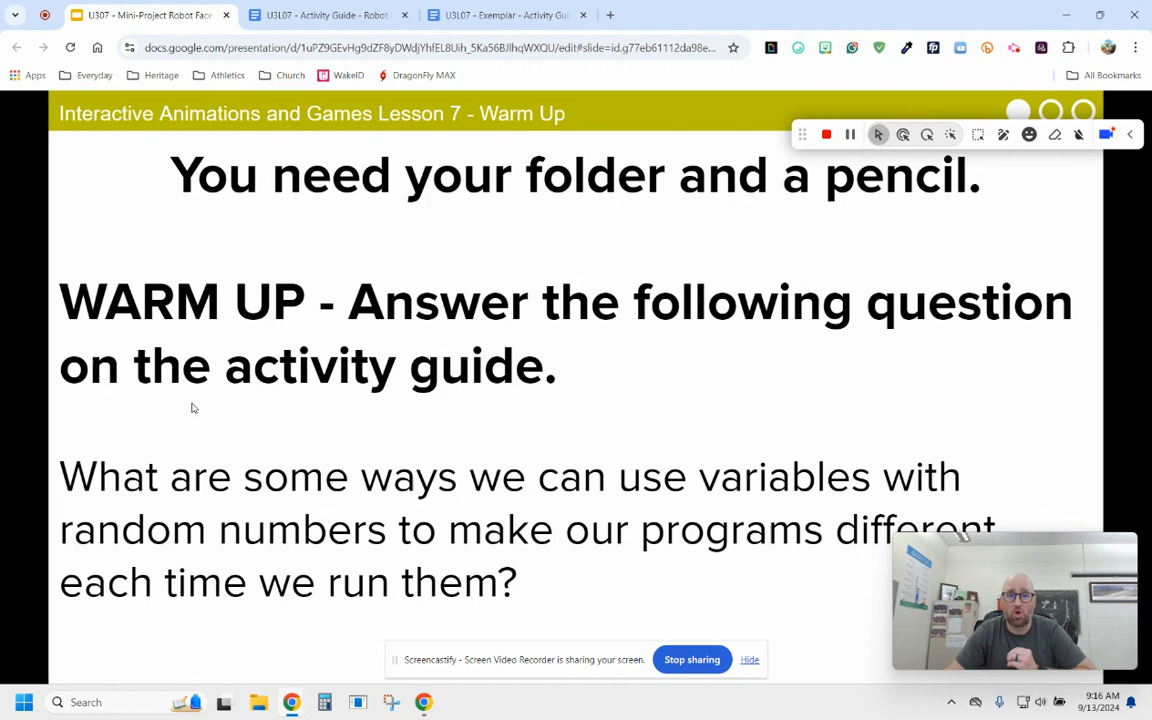 U307 - Mini-Project Robot Face
U3L07 - Activity Guide - Robot
U3L07 - Exemplar - Activity Gui
docs.google.com/presentation/d/1uPZ9GEvHg9dZF8yDWdjYhfEL8Uih_5Ka56BJlhqWXQU/edit#slide=id.g77eb61112da98e...
Apps
Everyday
Heritage
Athletics
Church
WakeID
DragonFly MAX
All Bookmarks
Interactive Animations and Games Lesson 7 - Warm Up
You need your folder and a pencil.
WARM UP - Answer the following question
on the activity guide.
What are some ways we can use variables with
random numbers to make our programs different
each time we run them?
Screencastify - Screen Video Recorder is sharing your screen.
Stop sharing
Hide
Search
9:16 AM
9/13/2024